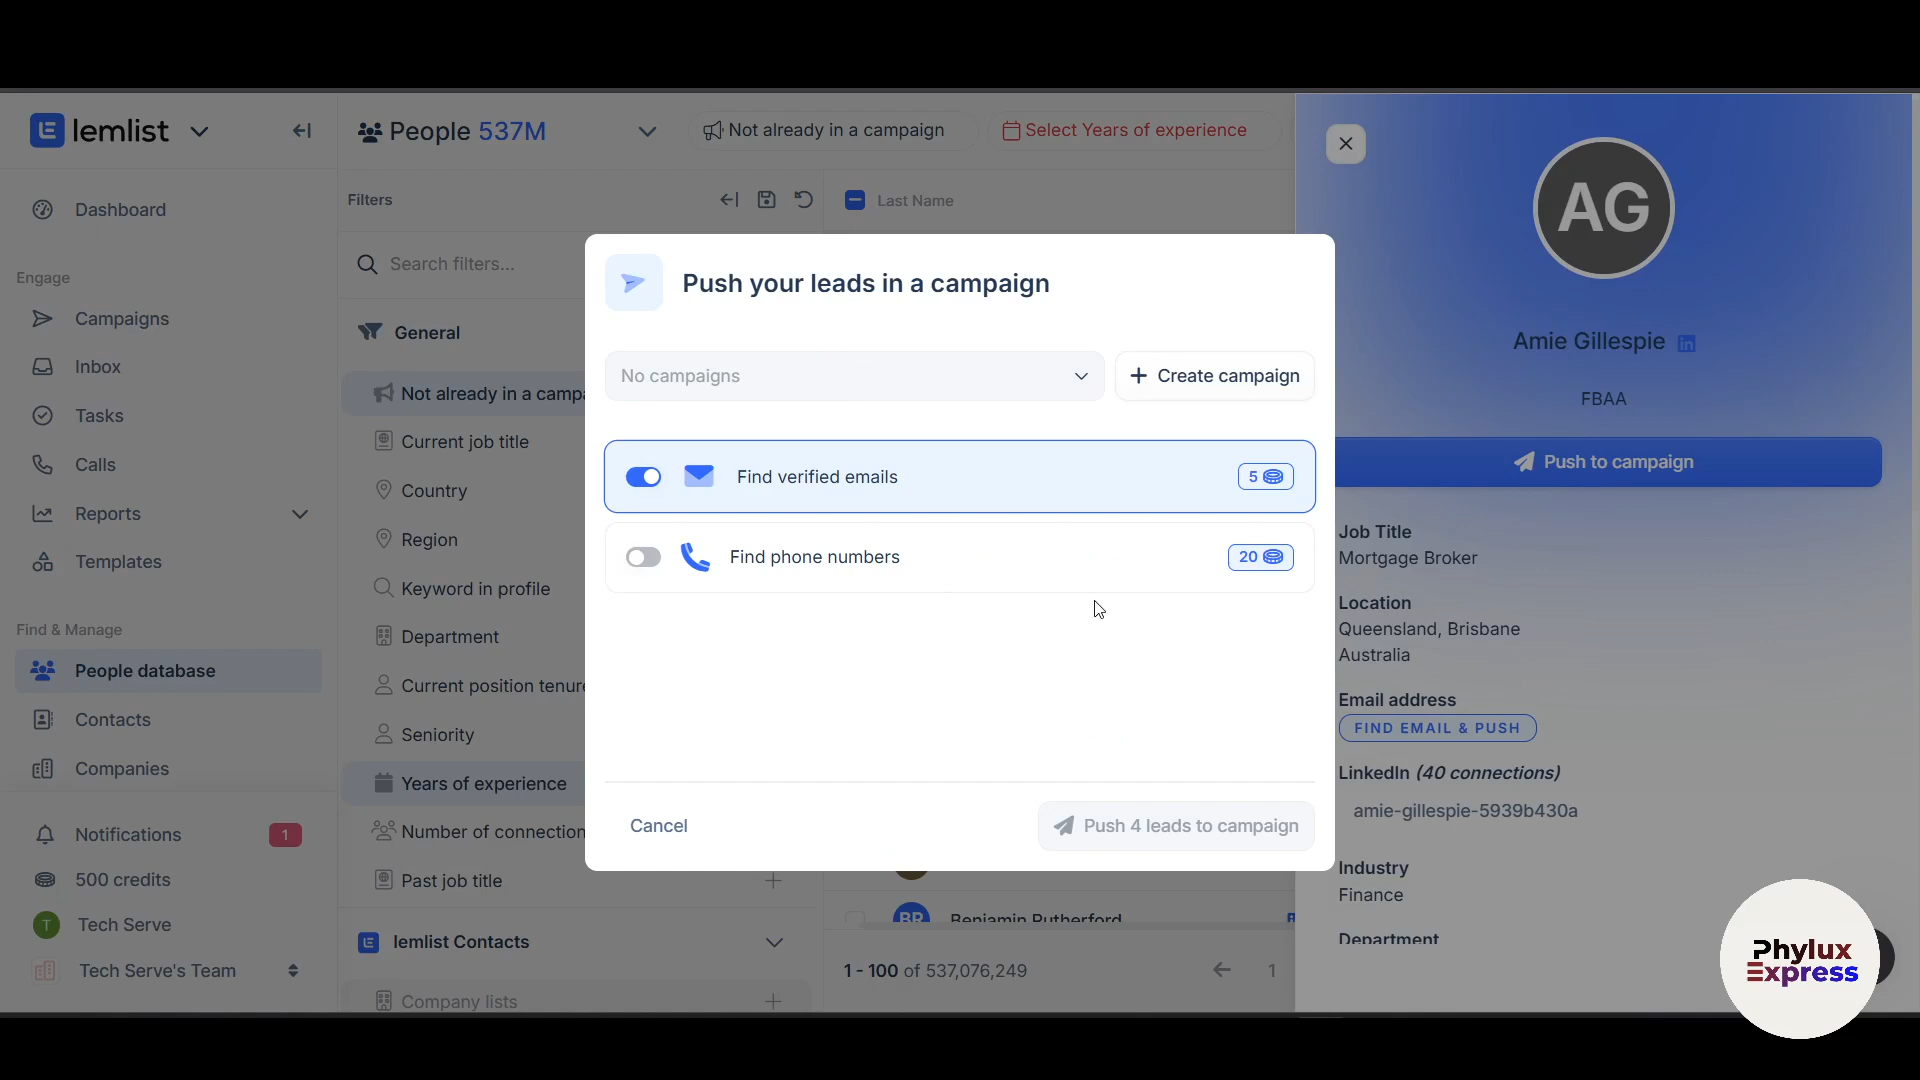 lemlist
Dashboard
Engage
Campaigns
Inbox
Tasks
Calls
Reports
Templates
Find & Manage
People database
Contacts
Companies
Notifications
1
500 credits
T
Tech Serve
Tech Serve's Team
People 537M
Not already in a campaign
Select Years of experience
Filters
Last Name
Search filters...
General
Not already in a campa
Current job title
Country
Region
Keyword in profile
Department
Current position tenure
Seniority
Years of experience
Number of connection
Past job title
lemlist Contacts
Company lists
BR
Benjamin Rutherford
1 - 100 of 537,076,249
1
Push your leads in a campaign
No campaigns
Create campaign
Find verified emails
5
Find phone numbers
20
Cancel
Push 4 leads to campaign
AG
Amie Gillespie
in
FBAA
Push to campaign
Job Title
Mortgage Broker
Location
Queensland, Brisbane
Australia
Email address
FIND EMAIL & PUSH
LinkedIn (40 connections)
amie-gillespie-5939b430a
Industry
Finance
Department
Phylux
Express